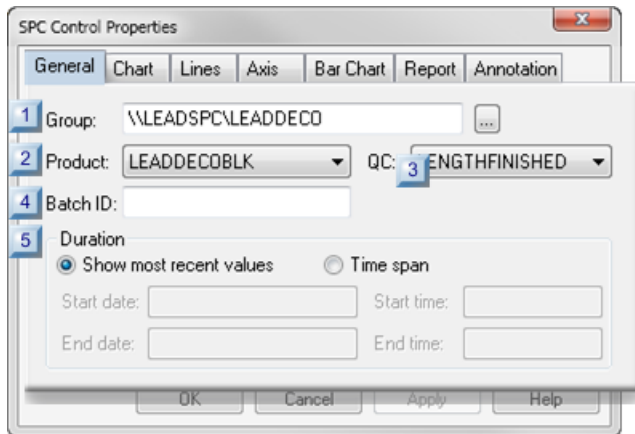 SPC Control Properties
General Chart Lines Axis Bar Chart Report Annotation
1 Group: \\LEADSPC\LEADDECO ...
2 Product: LEADDECOBLK QC: 3 ENGTHFINISHED
4 Batch ID:
5 Duration
Show most recent values Time span
Start date: Start time:
End date: End time:
OK Cancel Apply Help